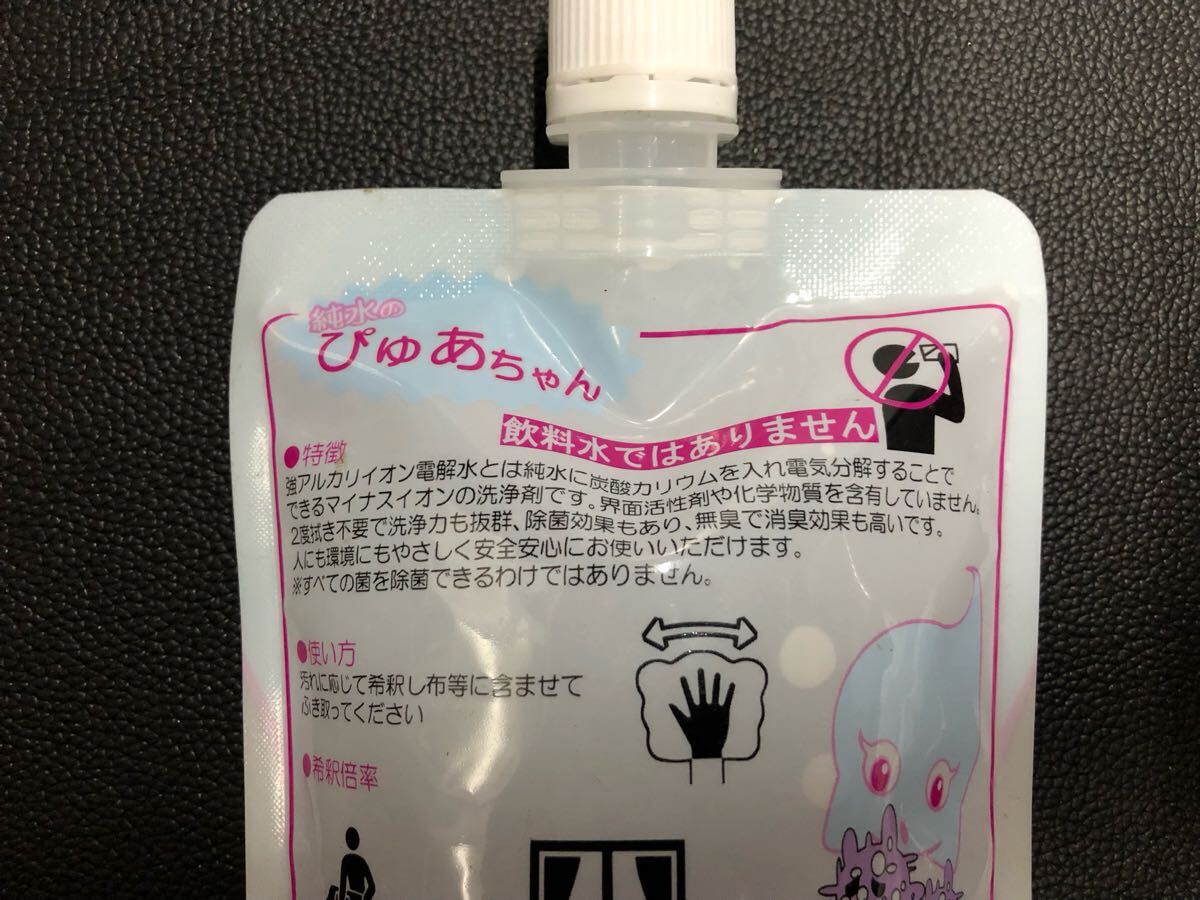 純水の
ぴゅあちゃん
飲料水ではありません
●特徴
強アルカリイオン電解水とは純水に炭酸カリウムを入れ電気分解することで
できるマイナスイオンの洗浄剤です。界面活性剤や化学物質を含有していません。
2度拭き不要で洗浄力も抜群、除菌効果もあり、無臭で消臭効果も高いです。
人にも環境にもやさしく安全安心にお使いいただけます。
※すべての菌を除菌できるわけではありません。
●使い方
汚れに応じて希釈し布等に含ませて
ふき取ってください
●希釈倍率